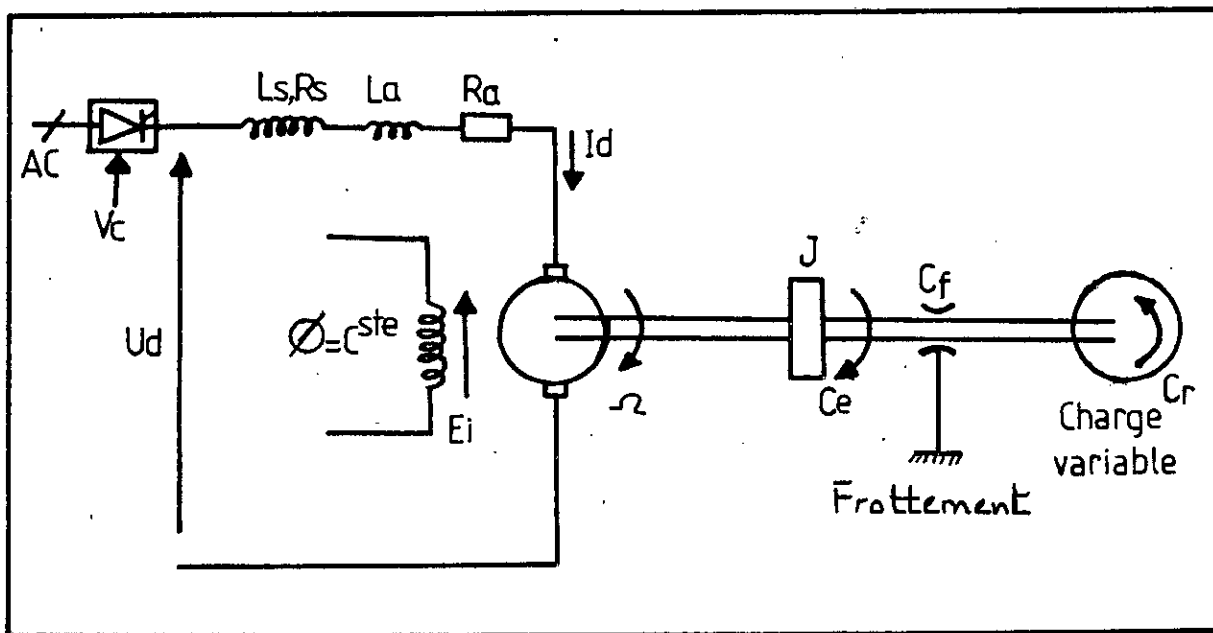 Ls,Rs
La
Ra
Id
AC
Vc
Ud
Ø=Cste
Ei
Ω
J
Ce
Cf
Cr
Charge
variable
Frottement